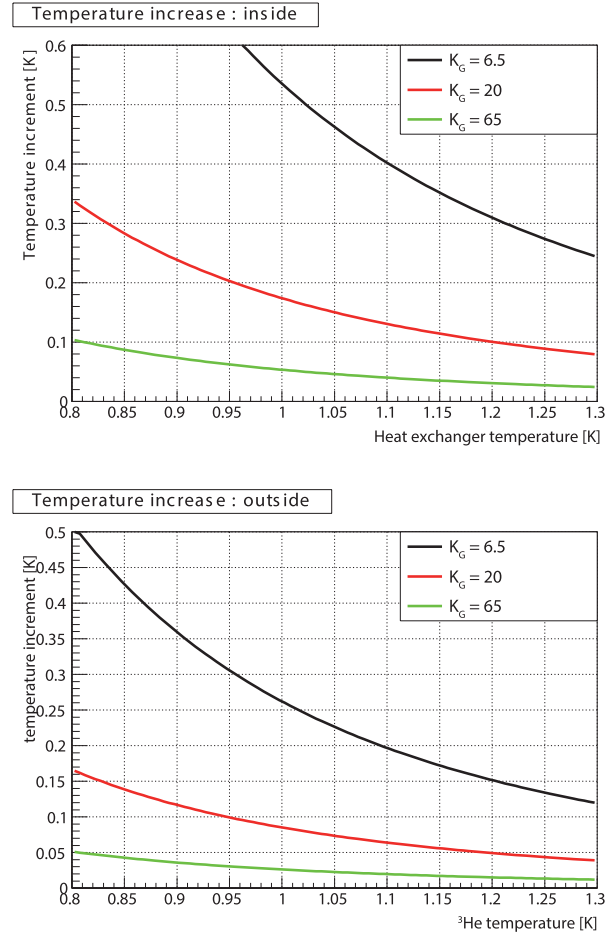 Temperature increase : inside
Temperature increment [K]
0.6
0.5
0.4
0.3
0.2
0.1
0
K_G = 6.5
K_G = 20
K_G = 65
0.8 0.85 0.9 0.95 1 1.05 1.1 1.15 1.2 1.25 1.3
Heat exchanger temperature [K]
Temperature increase : outside
temperature increment [K]
0.5
0.45
0.4
0.35
0.3
0.25
0.2
0.15
0.1
0.05
0
K_G = 6.5
K_G = 20
K_G = 65
0.8 0.85 0.9 0.95 1 1.05 1.1 1.15 1.2 1.25 1.3
³He temperature [K]